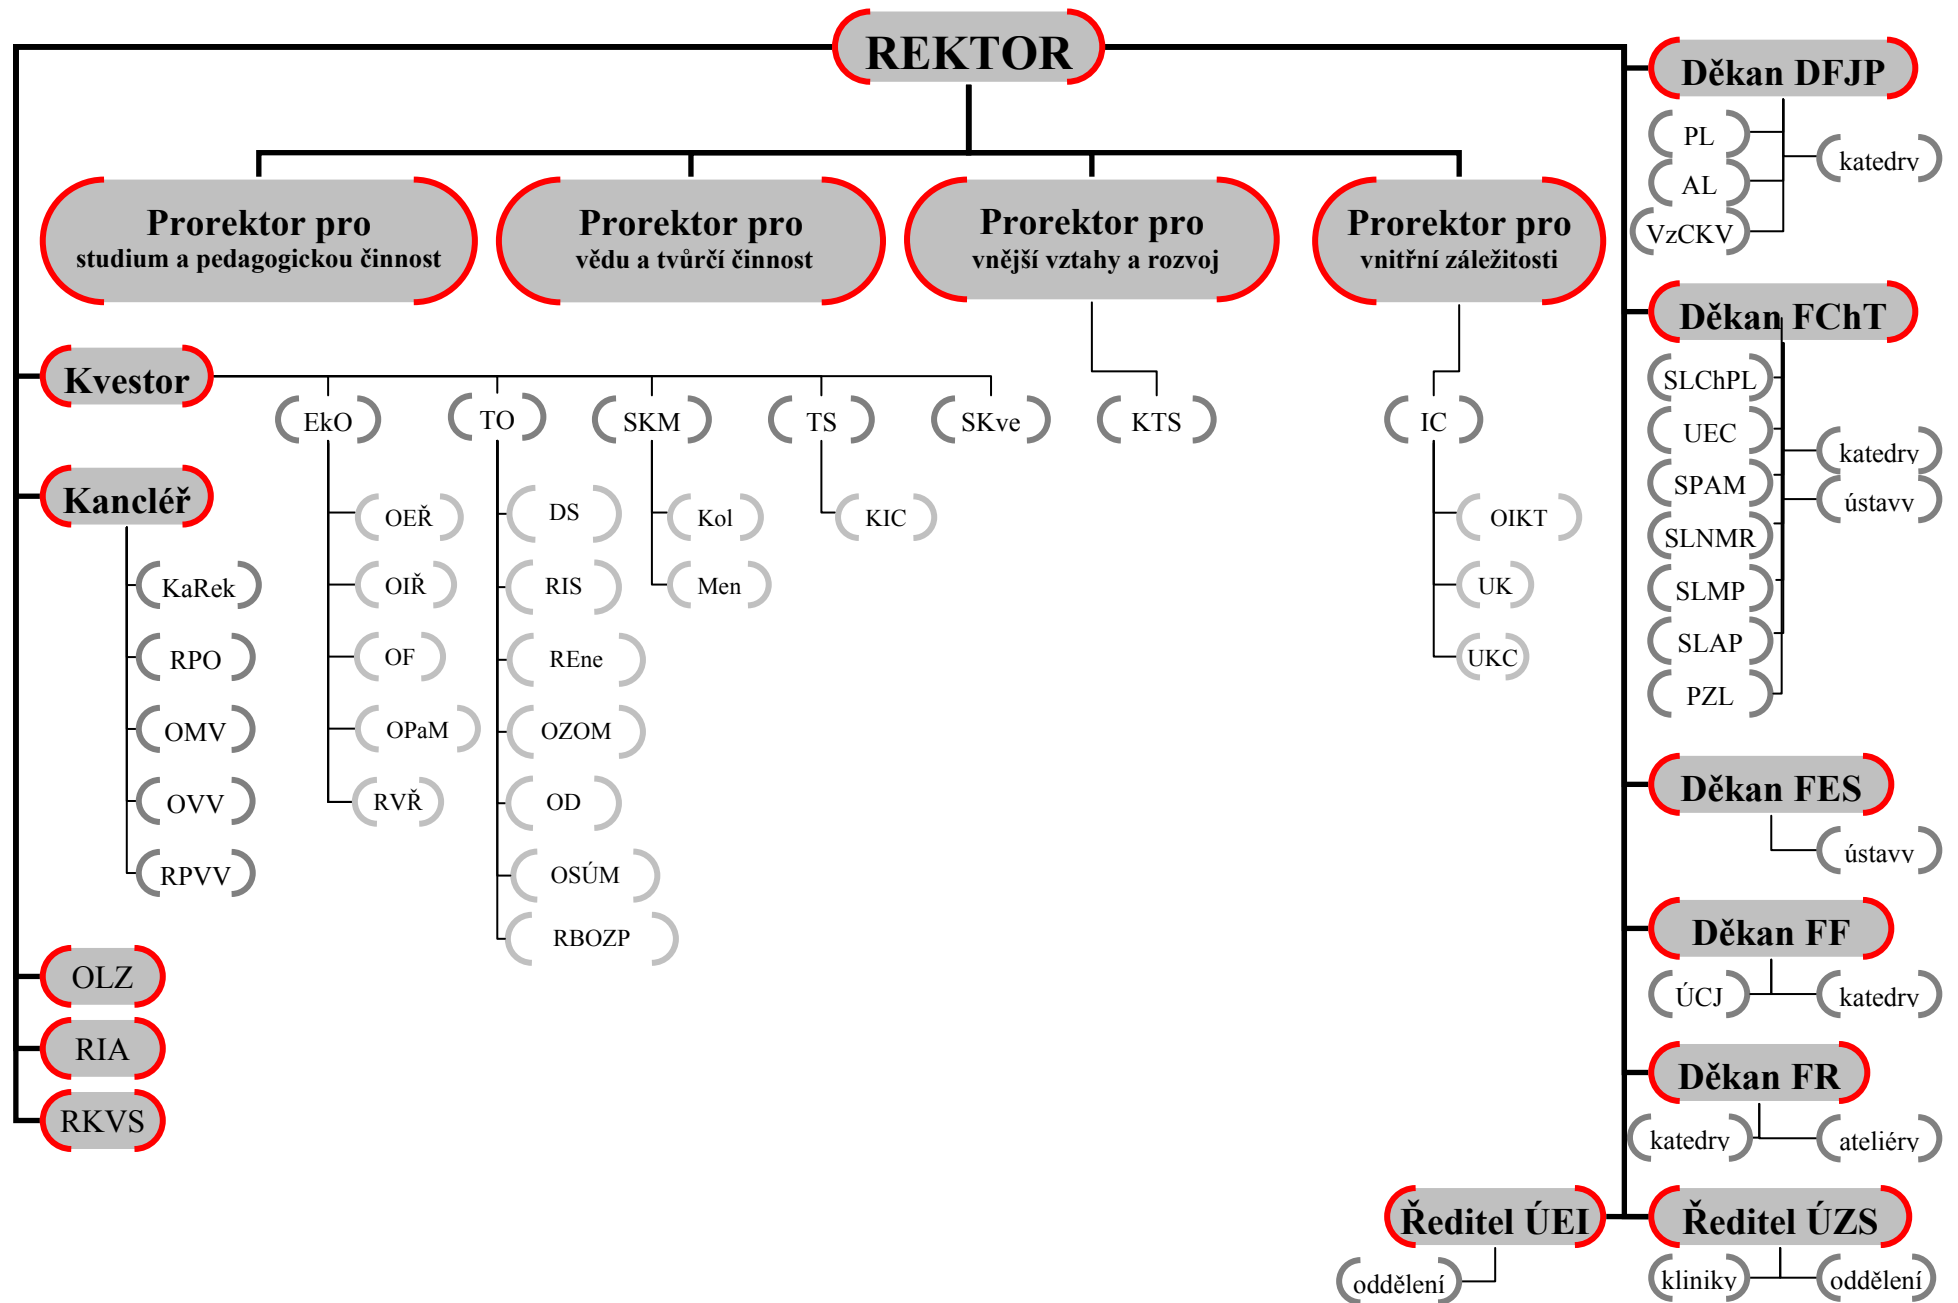 REKTOR
Prorektor pro
studium a pedagogickou činnost
Prorektor pro
vědu a tvůrčí činnost
Prorektor pro
vnější vztahy a rozvoj
Prorektor pro
vnitřní záležitosti
Kvestor
EkO
TO
SKM
TS
SKve
KTS
IC
OEŘ
OIŘ
OF
OPaM
RVŘ
DS
RIS
REne
OZOM
OD
OSÚM
RBOZP
Kol
Men
KIC
OIKT
UK
UKC
Kancléř
KaRek
RPO
OMV
OVV
RPVV
OLZ
RIA
RKVS
Děkan DFJP
PL
AL
VzCKV
katedry
Děkan FChT
SLChPL
UEC
SPAM
SLNMR
SLMP
SLAP
PZL
katedry
ústavy
Děkan FES
ústavy
Děkan FF
ÚCJ
katedry
Děkan FR
katedry
ateliéry
Ředitel ÚEI
oddělení
Ředitel ÚZS
kliniky
oddělení